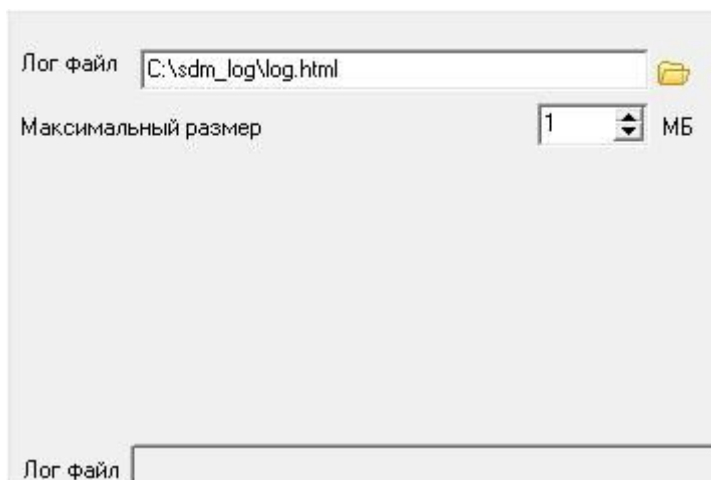 Лог файл C:\sdm_log\log.html
Максимальный размер 1 МБ
Лог файл